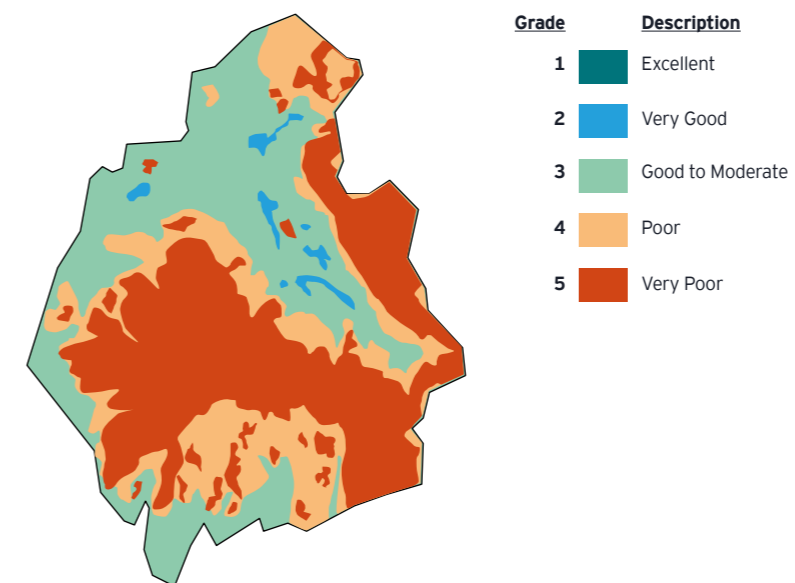 Grade Description
1 Excellent
2 Very Good
3 Good to Moderate
4 Poor
5 Very Poor